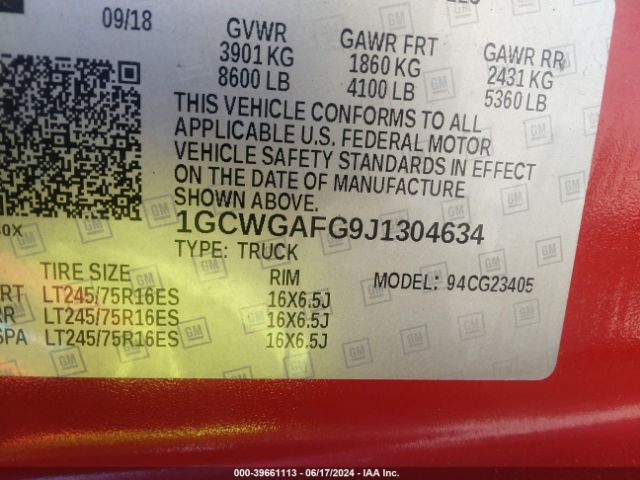 09/18 GVWR GAWR FRT GAWR RR
3901 KG 1860 KG 2431 KG
8600 LB 4100 LB 5360 LB
THIS VEHICLE CONFORMS TO ALL
APPLICABLE U.S. FEDERAL MOTOR
VEHICLE SAFETY STANDARDS IN EFFECT
ON THE DATE OF MANUFACTURE
SHOWN ABOVE.
1GCWGAFG9J1304634
TYPE: TRUCK
TIRE SIZE RIM MODEL: 94CG23405
FRT LT245/75R16ES 16X6.5J
RR LT245/75R16ES 16X6.5J
SPA LT245/75R16ES 16X6.5J
GM
000-39661113 - 06/17/2024 - IAA Inc.